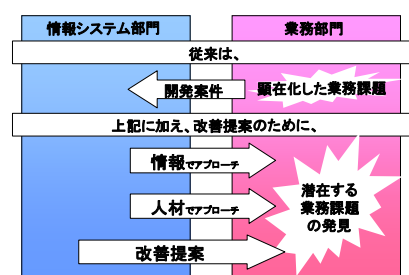 情報システム部門
業務部門
従来は、
開発案件
顕在化した業務課題
上記に加え、改善提案のために、
情報でアプローチ
人材でアプローチ
潜在する
業務課題
の発見
改善提案